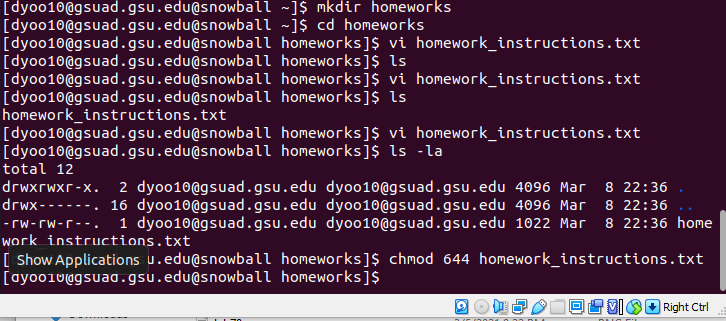 [dyoo10@gsuad.gsu.edu@snowball ~]$ mkdir homeworks
[dyoo10@gsuad.gsu.edu@snowball ~]$ cd homeworks
[dyoo10@gsuad.gsu.edu@snowball homeworks]$ vi homework_instructions.txt
[dyoo10@gsuad.gsu.edu@snowball homeworks]$ ls
[dyoo10@gsuad.gsu.edu@snowball homeworks]$ vi homework_instructions.txt
[dyoo10@gsuad.gsu.edu@snowball homeworks]$ ls
homework_instructions.txt
[dyoo10@gsuad.gsu.edu@snowball homeworks]$ vi homework_instructions.txt
[dyoo10@gsuad.gsu.edu@snowball homeworks]$ ls -la
total 12
drwxrwxr-x.  2 dyoo10@gsuad.gsu.edu dyoo10@gsuad.gsu.edu 4096 Mar  8 22:36 .
drwx------. 16 dyoo10@gsuad.gsu.edu dyoo10@gsuad.gsu.edu 4096 Mar  8 22:36 ..
-rw-rw-r--.  1 dyoo10@gsuad.gsu.edu dyoo10@gsuad.gsu.edu 1022 Mar  8 22:36 home
work_instructions.txt
[ Show Applications u.edu@snowball homeworks]$ chmod 644 homework_instructions.txt
[dyoo10@gsuad.gsu.edu@snowball homeworks]$
Right Ctrl